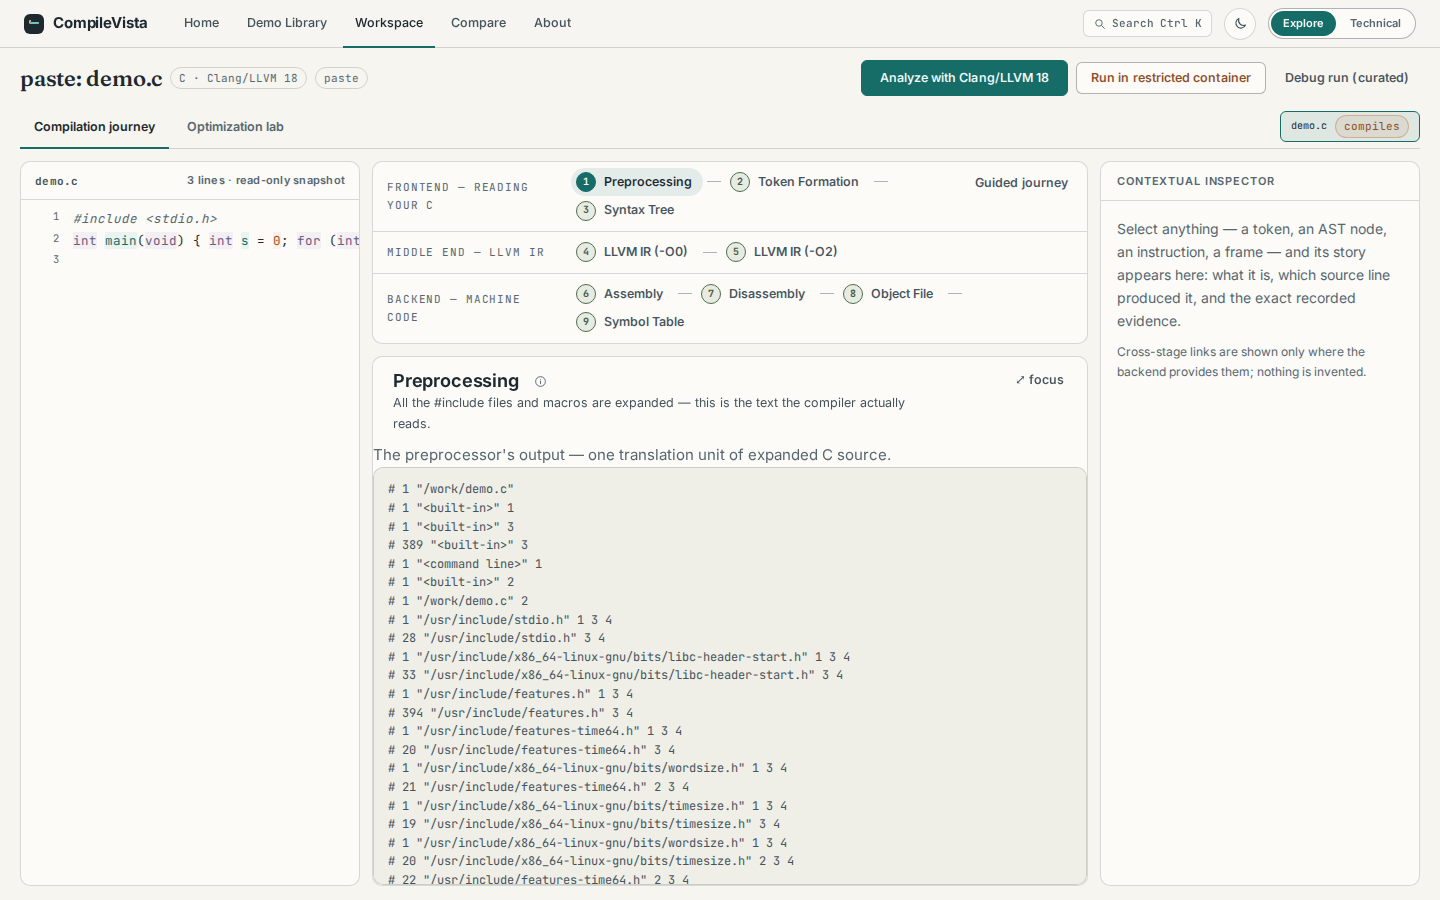 CompileVista
Home
Demo Library
Workspace
Compare
About
Search Ctrl K
Explore
Technical
paste: demo.c
C · Clang/LLVM 18
paste
Analyze with Clang/LLVM 18
Run in restricted container
Debug run (curated)
Compilation journey
Optimization lab
demo.c compiles
demo.c
3 lines · read-only snapshot
1 #include <stdio.h>
2 int main(void) { int s = 0; for (int
3
FRONTEND — READING
YOUR C
1 Preprocessing
2 Token Formation
3 Syntax Tree
Guided journey
MIDDLE END — LLVM IR
4 LLVM IR (-O0)
5 LLVM IR (-O2)
BACKEND — MACHINE
CODE
6 Assembly
7 Disassembly
8 Object File
9 Symbol Table
Preprocessing
focus
All the #include files and macros are expanded — this is the text the compiler actually
reads.
The preprocessor's output — one translation unit of expanded C source.
# 1 "/work/demo.c"
# 1 "<built-in>" 1
# 1 "<built-in>" 3
# 389 "<built-in>" 3
# 1 "<command line>" 1
# 1 "<built-in>" 2
# 1 "/work/demo.c" 2
# 1 "/usr/include/stdio.h" 1 3 4
# 28 "/usr/include/stdio.h" 3 4
# 1 "/usr/include/x86_64-linux-gnu/bits/libc-header-start.h" 1 3 4
# 33 "/usr/include/x86_64-linux-gnu/bits/libc-header-start.h" 3 4
# 1 "/usr/include/features.h" 1 3 4
# 394 "/usr/include/features.h" 3 4
# 1 "/usr/include/features-time64.h" 1 3 4
# 20 "/usr/include/features-time64.h" 3 4
# 1 "/usr/include/x86_64-linux-gnu/bits/wordsize.h" 1 3 4
# 21 "/usr/include/features-time64.h" 2 3 4
# 1 "/usr/include/x86_64-linux-gnu/bits/timesize.h" 1 3 4
# 19 "/usr/include/x86_64-linux-gnu/bits/timesize.h" 3 4
# 1 "/usr/include/x86_64-linux-gnu/bits/wordsize.h" 1 3 4
# 20 "/usr/include/x86_64-linux-gnu/bits/timesize.h" 2 3 4
# 22 "/usr/include/features-time64.h" 2 3 4
CONTEXTUAL INSPECTOR
Select anything — a token, an AST node,
an instruction, a frame — and its story
appears here: what it is, which source line
produced it, and the exact recorded
evidence.
Cross-stage links are shown only where the
backend provides them; nothing is invented.